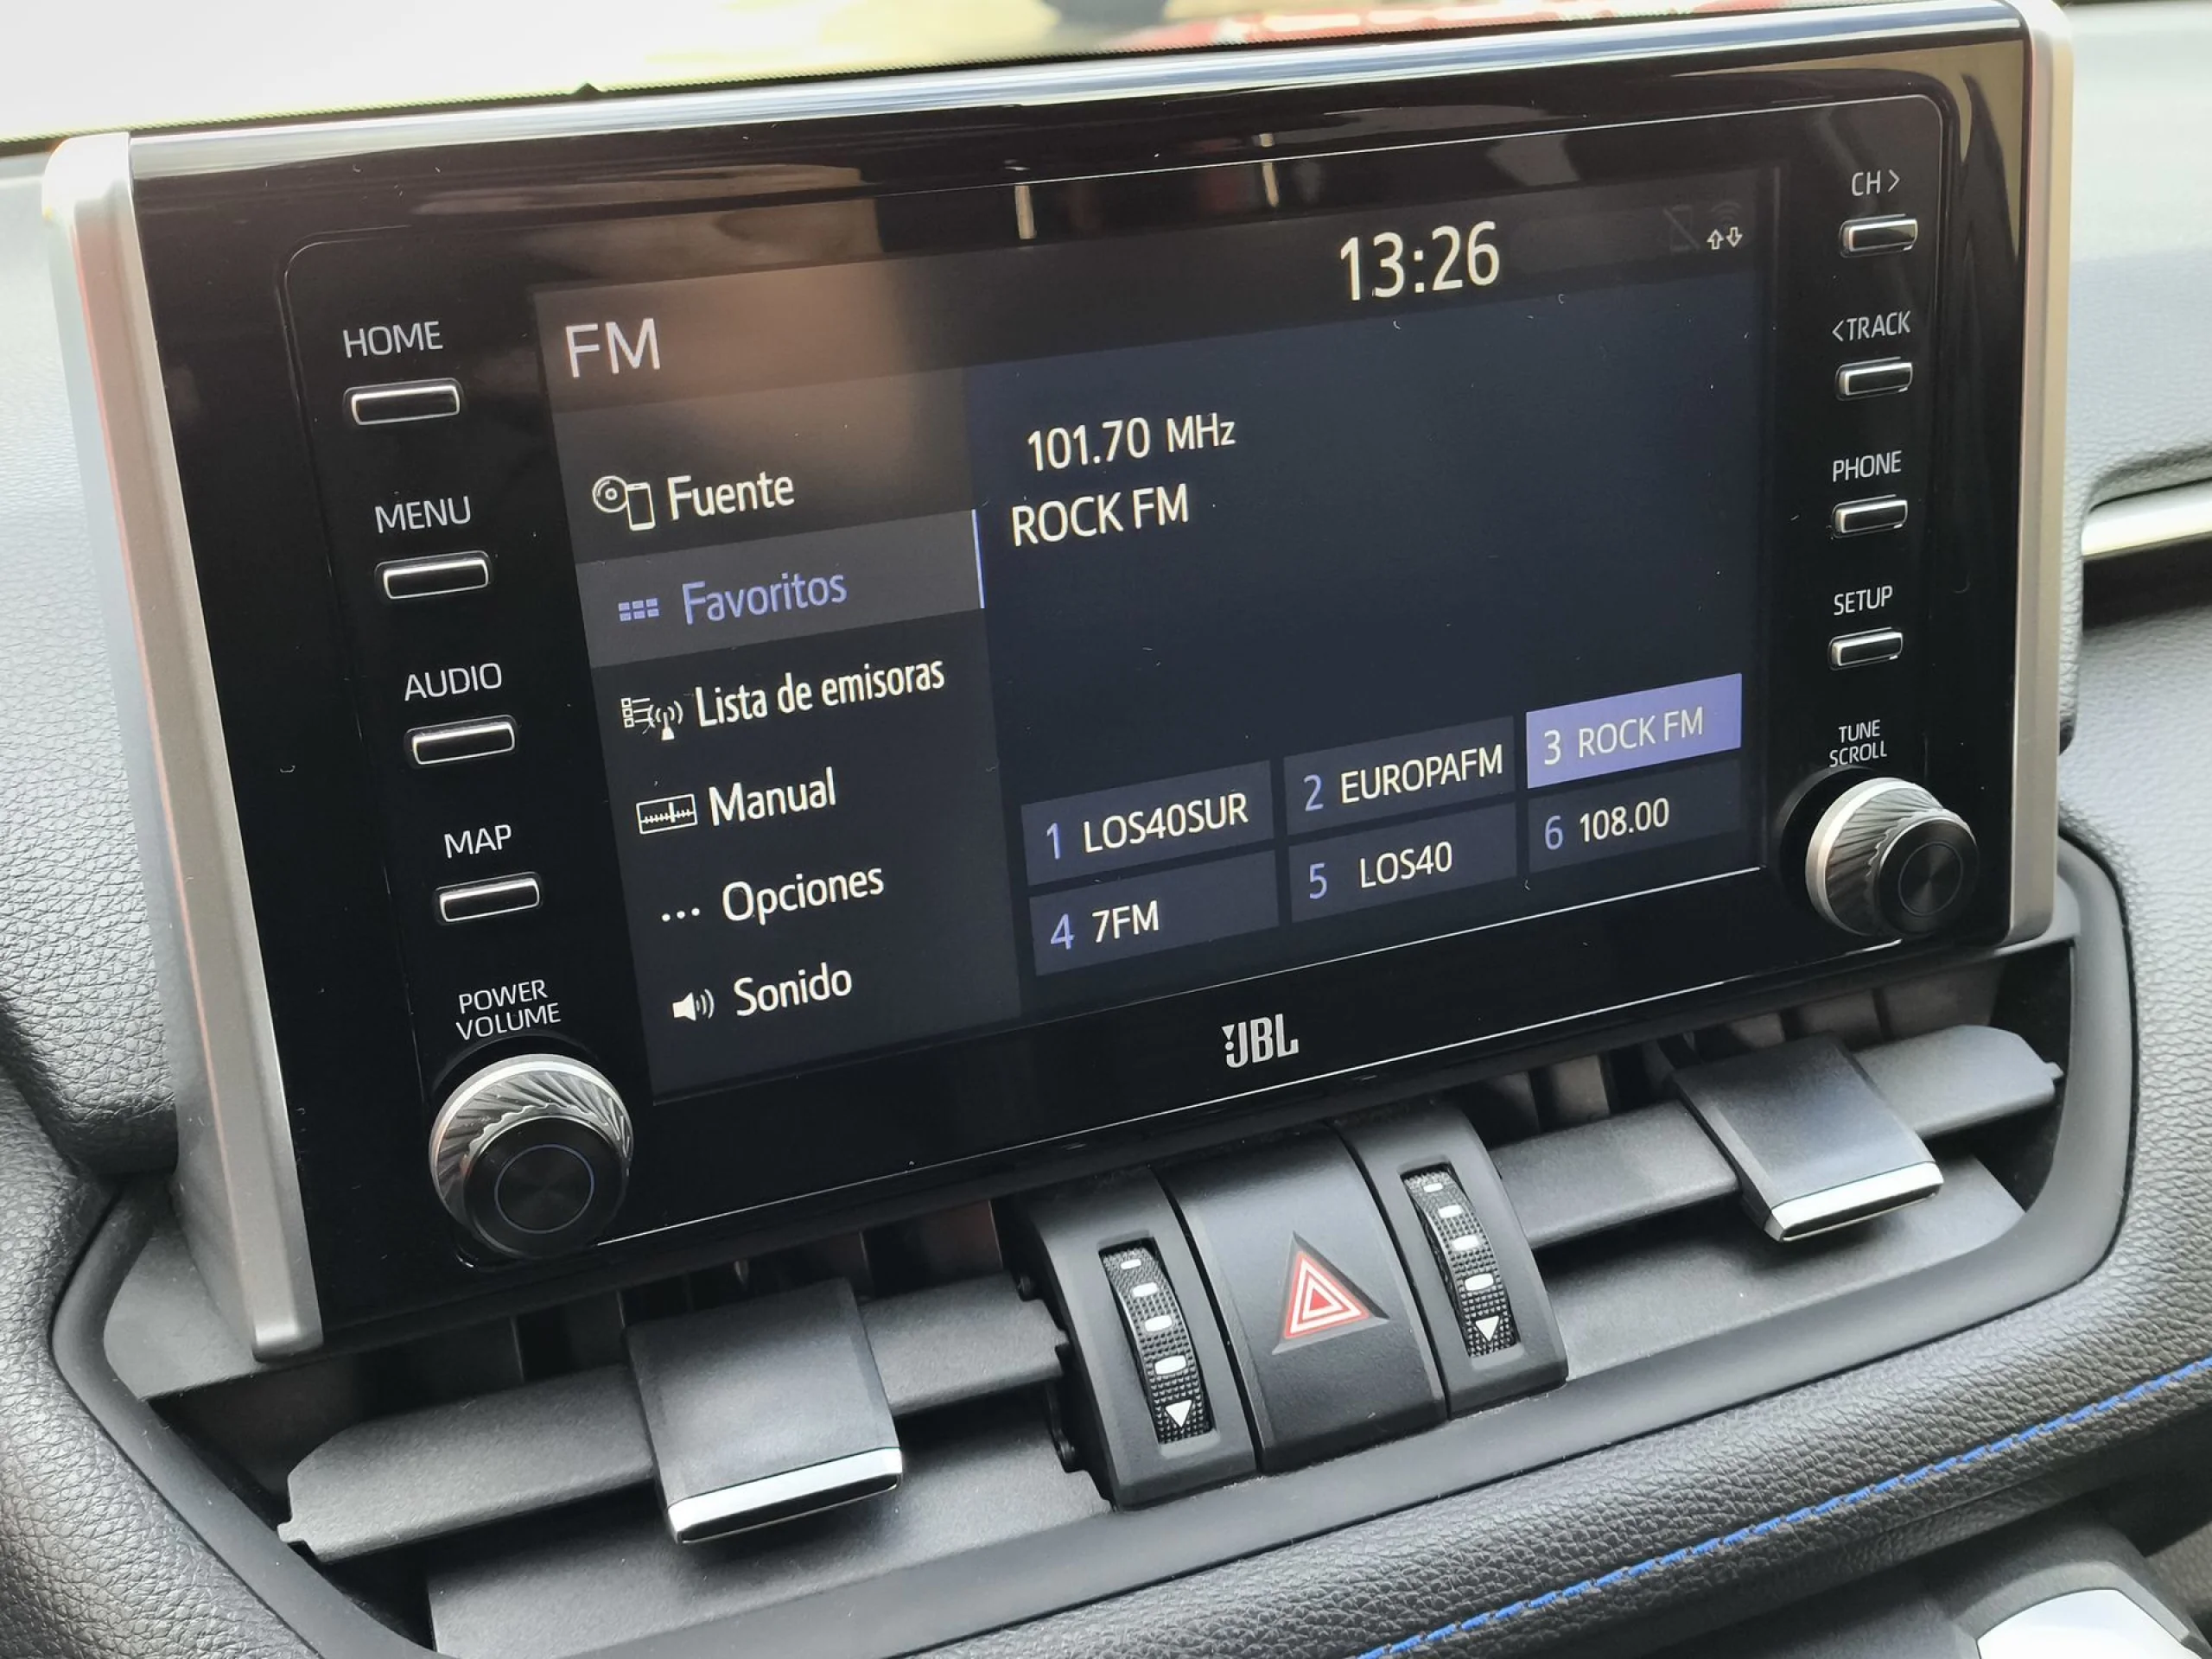 CH>
13:26
<TRACK
HOME
FM
101.70 MHz
PHONE
Fuente
ROCK FM
MENU
Favoritos
SETUP
AUDIO
Lista de emisoras
TUNE
SCROLL
MAP
Manual
1 LOS40SUR
2 EUROPAFM
3 ROCK FM
4 7FM
5 LOS40
6 108.00
... Opciones
Sonido
POWER
VOLUME
JBL